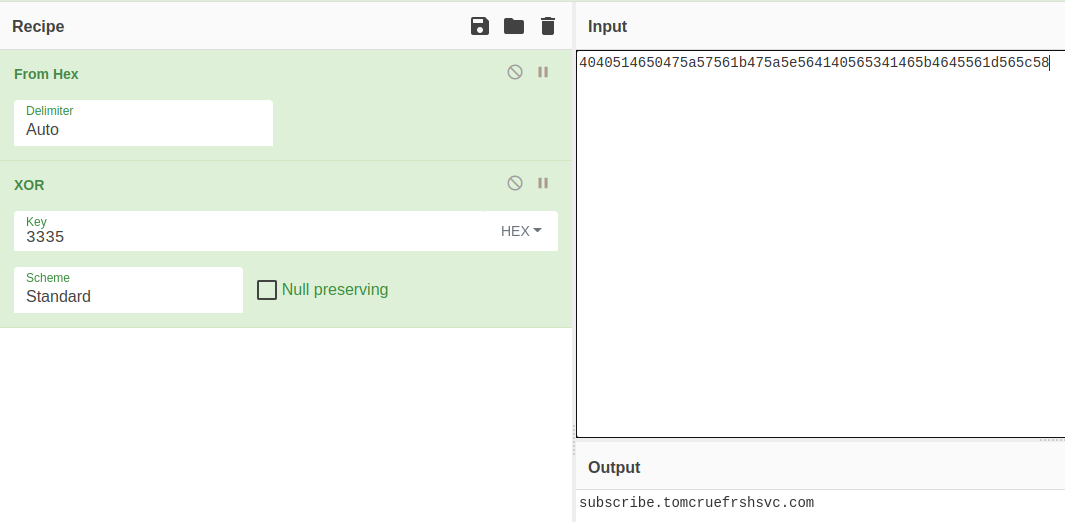 Recipe
From Hex
Delimiter
Auto
XOR
Key
3335
HEX
Scheme
Standard
Null preserving
Input
4040514650475a57561b475a5e564140565341465b4645561d565c58
Output
subscribe.tomcruefrshsvc.com